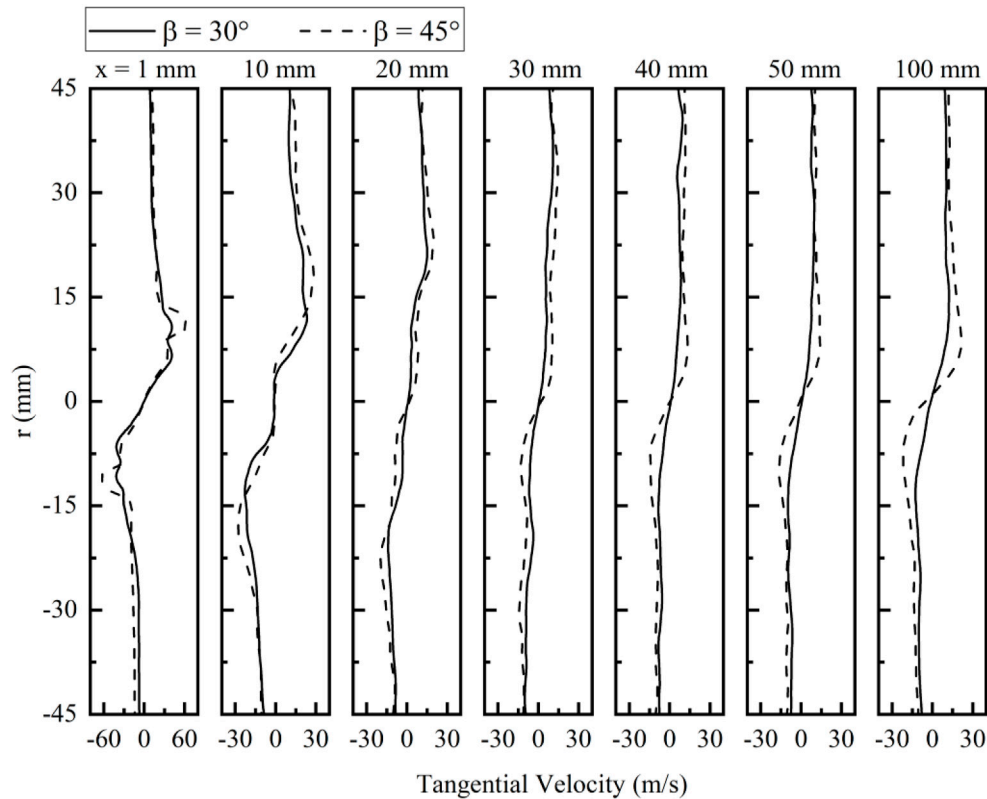 β = 30° β = 45°
x = 1 mm 10 mm 20 mm 30 mm 40 mm 50 mm 100 mm
45
30
15
0
-15
-30
-45
r (mm)
-60 0 60 -30 0 30 -30 0 30 -30 0 30 -30 0 30 -30 0 30 -30 0 30
Tangential Velocity (m/s)